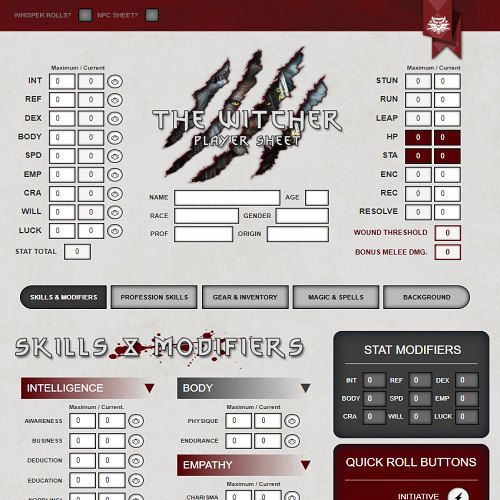 WHISPER ROLLS? NPC SHEET?
Maximum / Current
INT 0 0
REF 0 0
DEX 0 0
BODY 0 0
SPD 0 0
EMP 0 0
CRA 0 0
WILL 0 0
LUCK 0 0
STAT TOTAL 0
THE WITCHER
PLAYER SHEET
NAME AGE
RACE GENDER
PROF ORIGIN
Maximum / Current
STUN 0 0
RUN 0 0
LEAP 0 0
HP 0 0
STA 0 0
ENC 0 0
REC 0 0
RESOLVE 0 0
WOUND THRESHOLD 0
BONUS MELEE DMG. 0
SKILLS & MODIFIERS PROFESSION SKILLS GEAR & INVENTORY MAGIC & SPELLS BACKGROUND
SKILLS & MODIFIERS
INTELLIGENCE
Maximum / Current.
AWARENESS 0 0
BUSINESS 0 0
DEDUCTION 0 0
EDUCATION 0 0
BODY
Maximum / Current
PHYSIQUE 0 0
ENDURANCE 0 0
EMPATHY
Maximum / Current
CHARISMA 0 0
STAT MODIFIERS
INT 0 REF 0 DEX 0
BODY 0 SPD 0 EMP 0
CRA 0 WILL 0 LUCK 0
QUICK ROLL BUTTONS
INITIATIVE